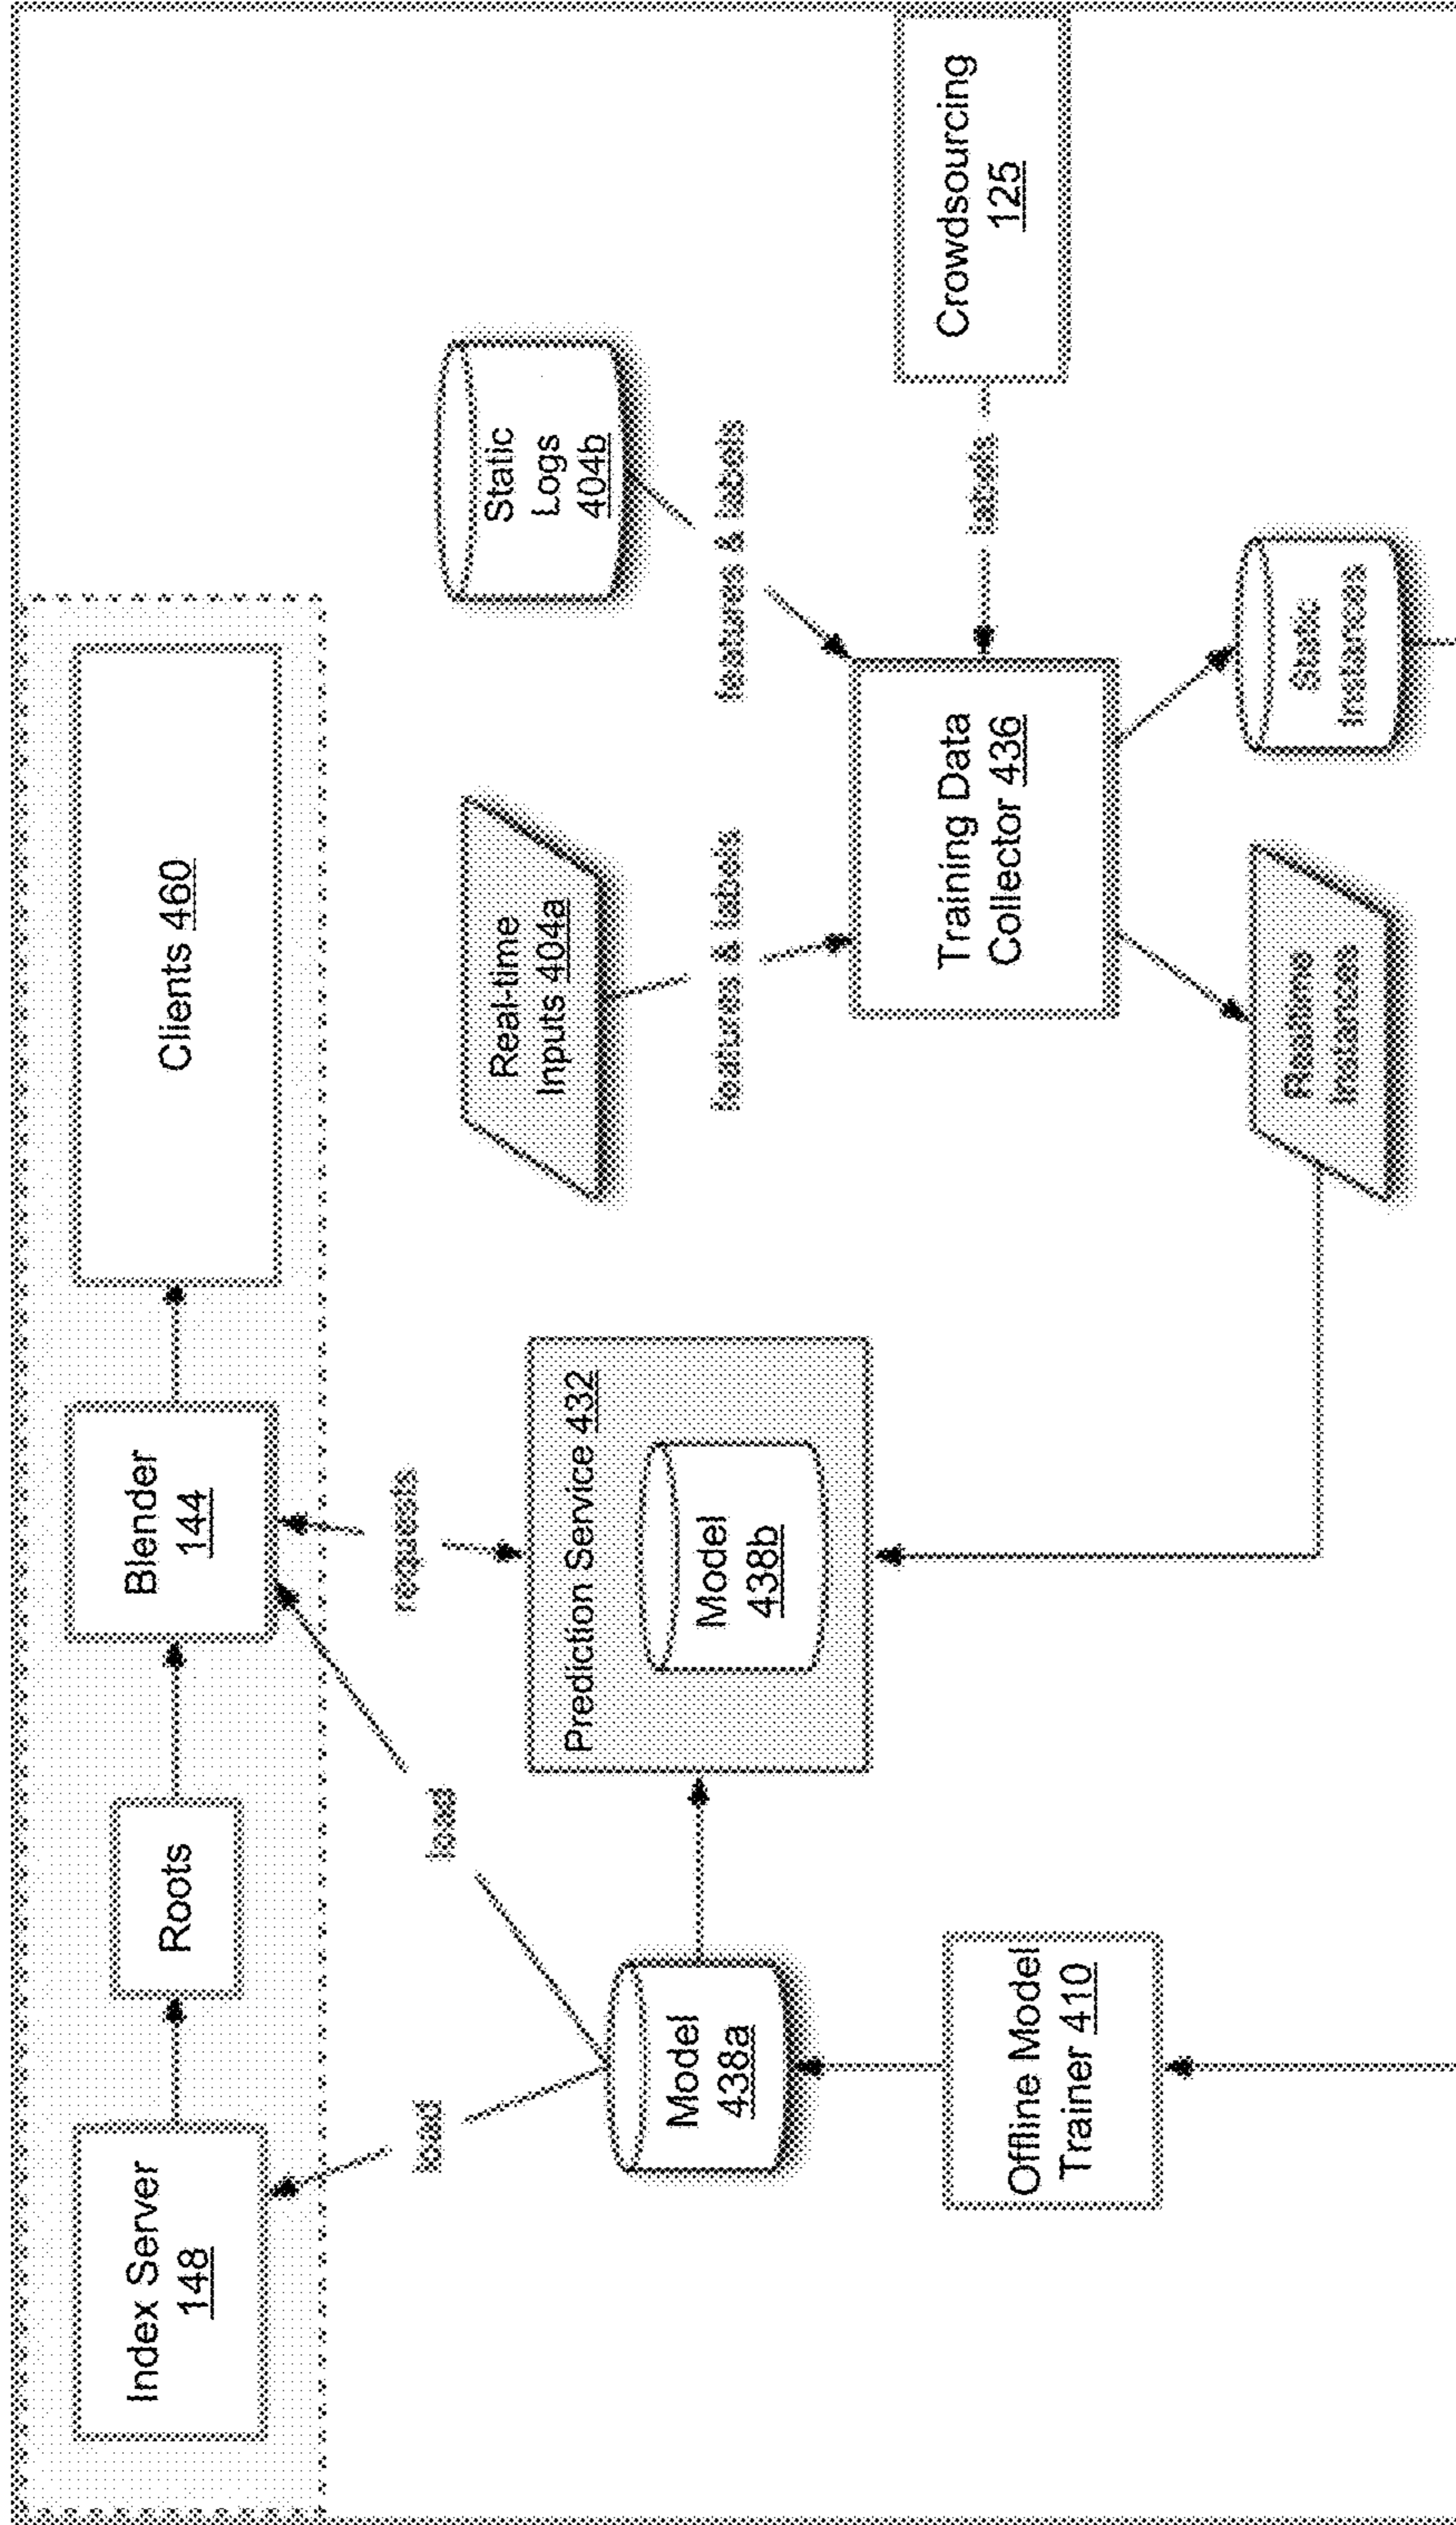 Index Server
148
Roots
Blender
144
Clients 460
load
load
requests
Real-time
Inputs 404a
Static
Logs
404b
Model
438a
Prediction Service 432
Model
438b
features & labels
features & labels
Training Data
Collector 436
labels
Crowdsourcing
125
Offline Model
Trainer 410
Realtime
Instances
Static
Instances